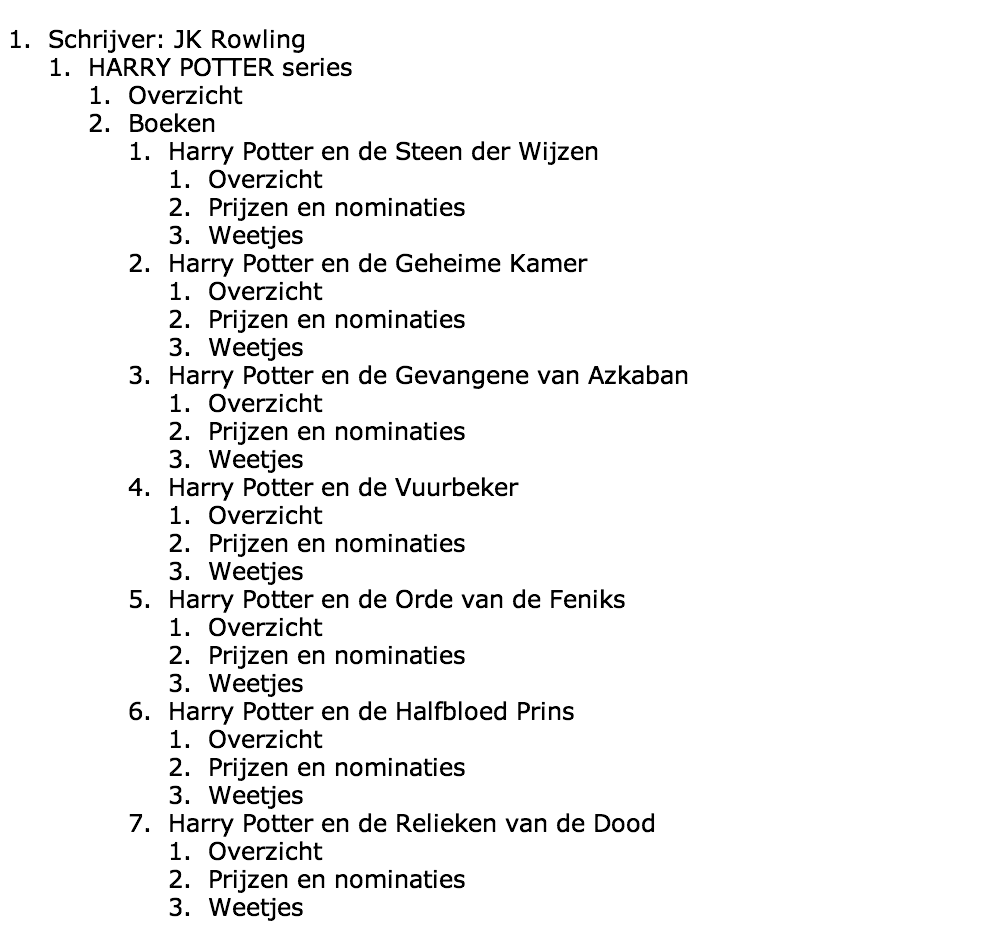 1. Schrijver: JK Rowling
1. HARRY POTTER series
1. Overzicht
2. Boeken
1. Harry Potter en de Steen der Wijzen
1. Overzicht
2. Prijzen en nominaties
3. Weetjes
2. Harry Potter en de Geheime Kamer
1. Overzicht
2. Prijzen en nominaties
3. Weetjes
3. Harry Potter en de Gevangene van Azkaban
1. Overzicht
2. Prijzen en nominaties
3. Weetjes
4. Harry Potter en de Vuurbeker
1. Overzicht
2. Prijzen en nominaties
3. Weetjes
5. Harry Potter en de Orde van de Feniks
1. Overzicht
2. Prijzen en nominaties
3. Weetjes
6. Harry Potter en de Halfbloed Prins
1. Overzicht
2. Prijzen en nominaties
3. Weetjes
7. Harry Potter en de Relieken van de Dood
1. Overzicht
2. Prijzen en nominaties
3. Weetjes